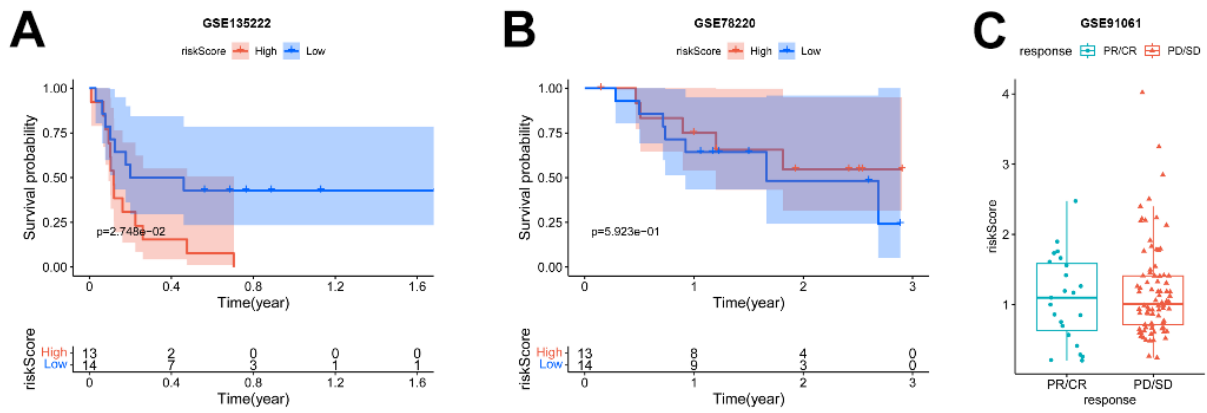 A
GSE135222
riskScore High Low
Survival probability
1.00
0.75
0.50
0.25
0.00
p=2.748e-02
0 0.4 0.8 1.2 1.6
Time(year)
riskScore
High 13 2 0 0 0
Low 14 7 3 1 1
0 0.4 0.8 1.2 1.6
Time(year)
B
GSE78220
riskScore High Low
Survival probability
1.00
0.75
0.50
0.25
0.00
p=5.923e-01
0 1 2 3
Time(year)
riskScore
High 13 8 4 0
Low 14 9 3 0
0 1 2 3
Time(year)
C
GSE91061
response PR/CR PD/SD
riskScore
4
3
2
1
PR/CR PD/SD
response